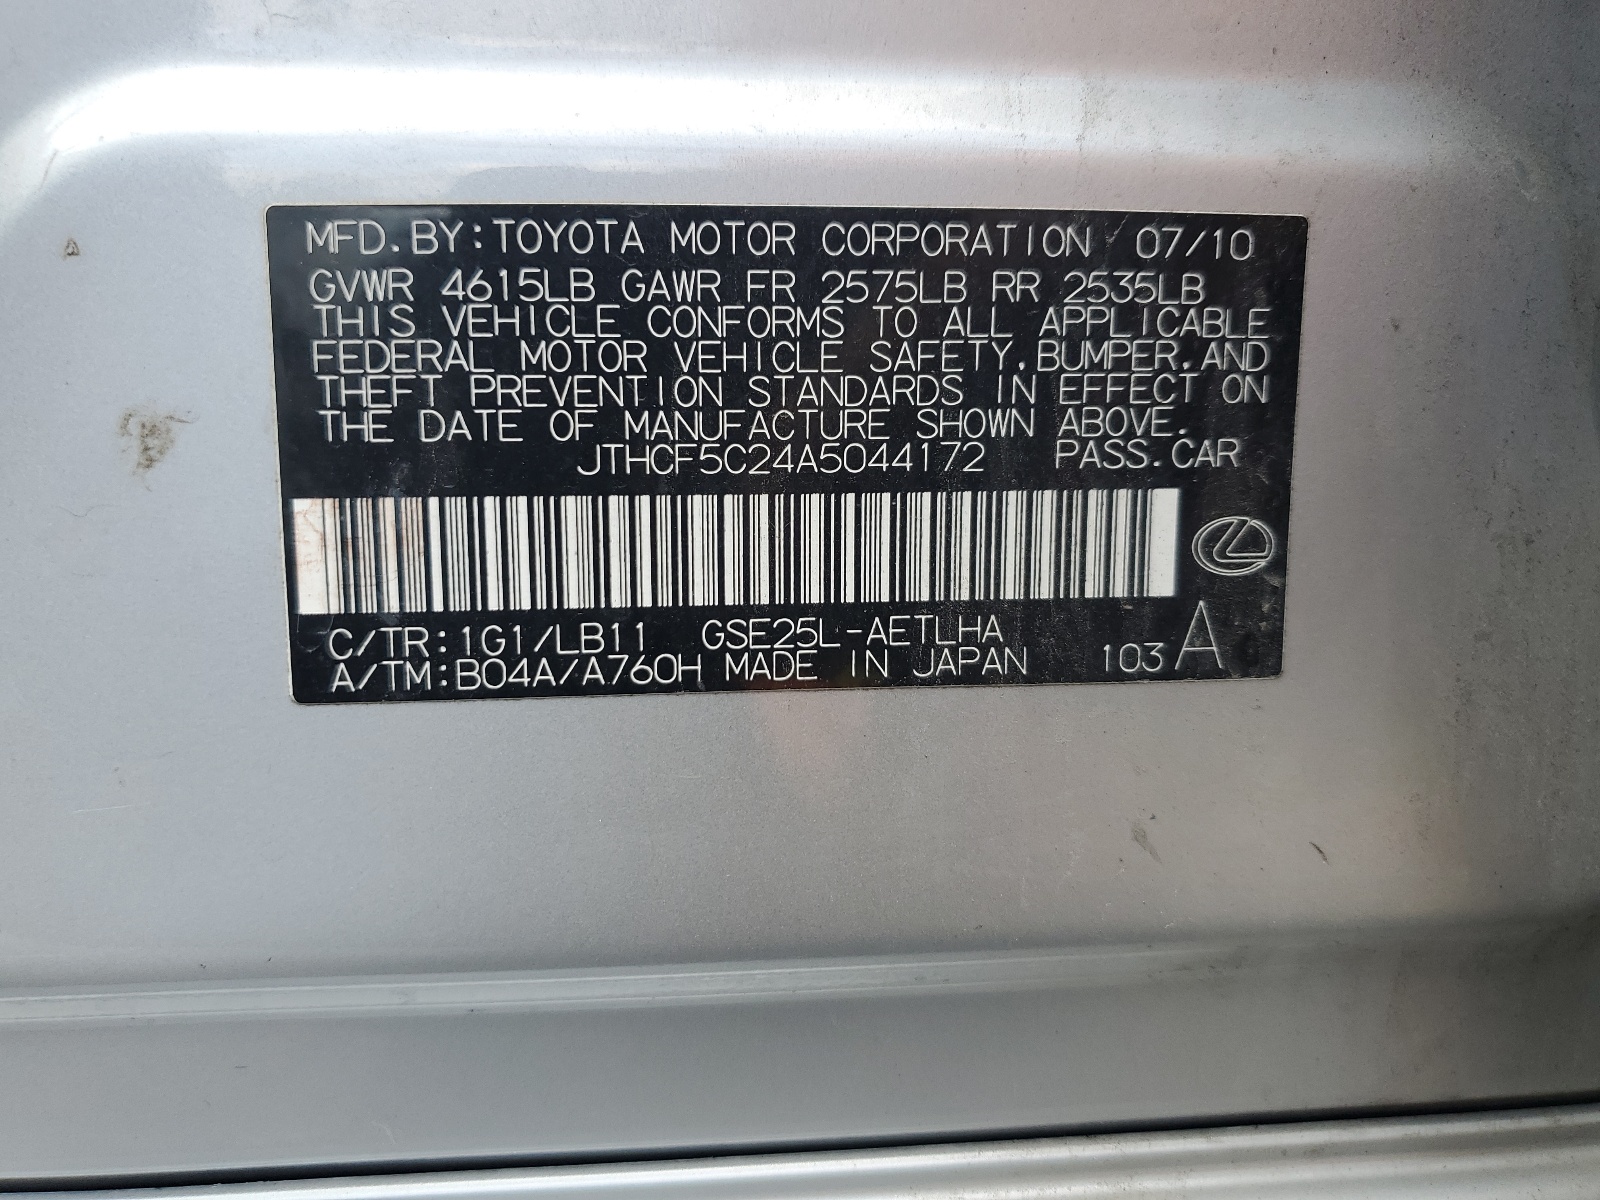 MFD. BY: TOYOTA MOTOR CORPORATION 07/10
GVWR 4615LB GAWR FR 2575LB RR 2535LB
THIS VEHICLE CONFORMS TO ALL APPLICABLE
FEDERAL MOTOR VEHICLE SAFETY, BUMPER, AND
THEFT PREVENTION STANDARDS IN EFFECT ON
THE DATE OF MANUFACTURE SHOWN ABOVE.
JTHCF5C24A5044172 PASS. CAR
C/TR: 1G1/LB11 GSE25L-AETLHA
A/TM: B04A/A760H MADE IN JAPAN 103 A